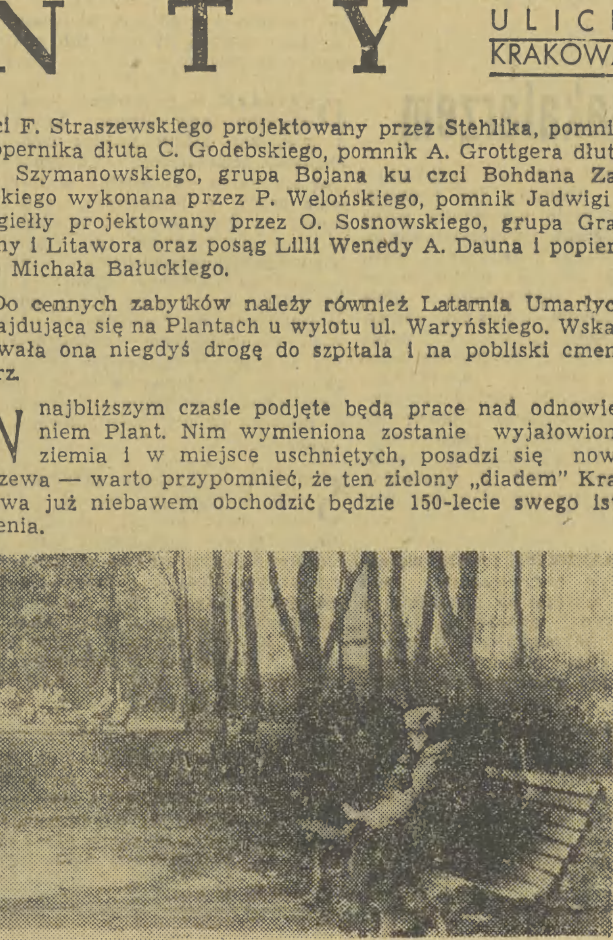 N T Y
ULIC
KRAKOWA
ci F. Straszewskiego projektowany przez Stehlika, pomni
opernika dłuta C. Godebskiego, pomnik A. Grottgera dłut
Szymanowskiego, grupa Bojana ku czci Bohdana Za
skiego wykonana przez P. Welońskiego, pomnik Jadwigi
giełły projektowany przez O. Sosnowskiego, grupa Gra
ny i Litawora oraz posąg Lilli Wenedy A. Dauna i popier
Michała Bałuckiego.
Do cennych zabytków należy również Latarnia Umarłyc
ajdująca się na Plantach u wylotu ul. Waryńskiego. Wska
wała ona niegdyś drogę do szpitala i na pobliski cmen
rz.
W najbliższym czasie podjęte będą prace nad odnowie
niem Plant. Nim wymieniona zostanie wyjałowion
ziemia i w miejsce uschniętych, posadzi się now
zewa — warto przypomnieć, że ten zielony „diadem” Kra
wa już niebawem obchodzić będzie 150-lecie swego ist
enia.